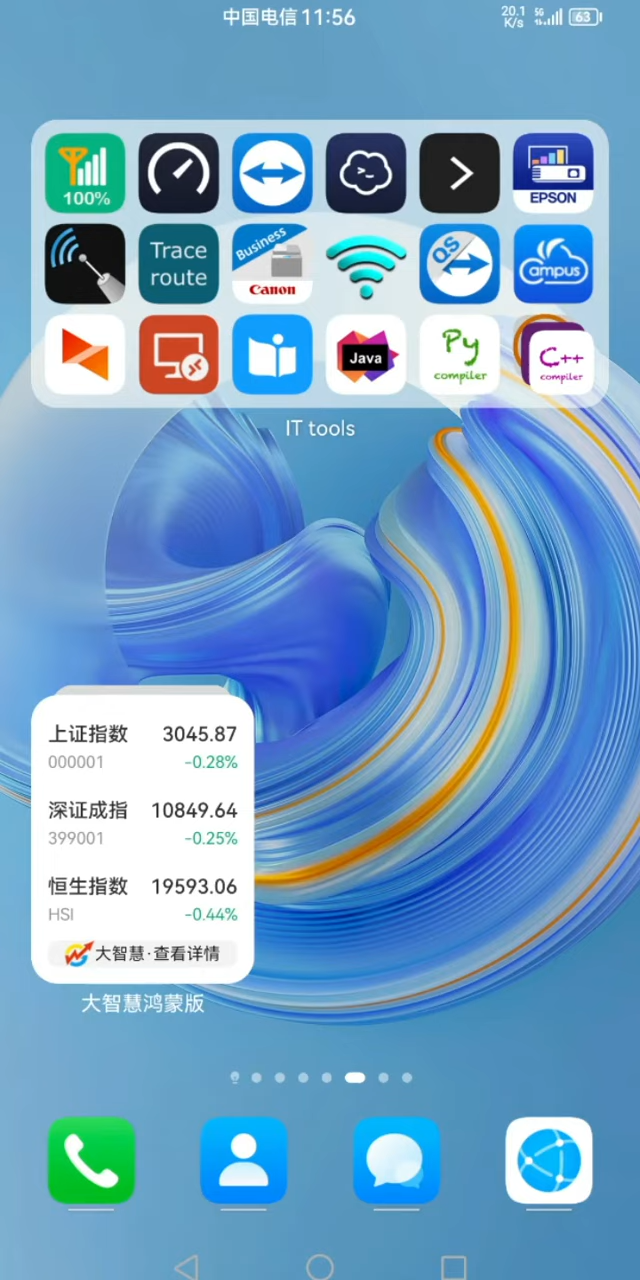 中国电信 11:56
20.1 K/s 5G 63
100%
EPSON
Trace route
Business Canon
QS
campus
Java
Py compiler
C++ compiler
IT tools
上证指数 3045.87
000001 -0.28%
深证成指 10849.64
399001 -0.25%
恒生指数 19593.06
HSI -0.44%
大智慧·查看详情
大智慧鸿蒙版